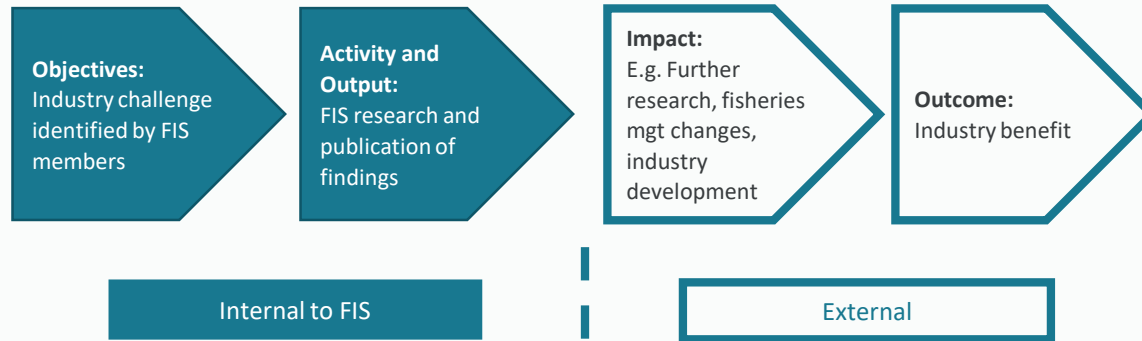 Objectives:
Industry challenge
identified by FIS
members
Activity and
Output:
FIS research and
publication of
findings
Impact:
E.g. Further
research, fisheries
mgt changes,
industry
development
Outcome:
Industry benefit
Internal to FIS
External